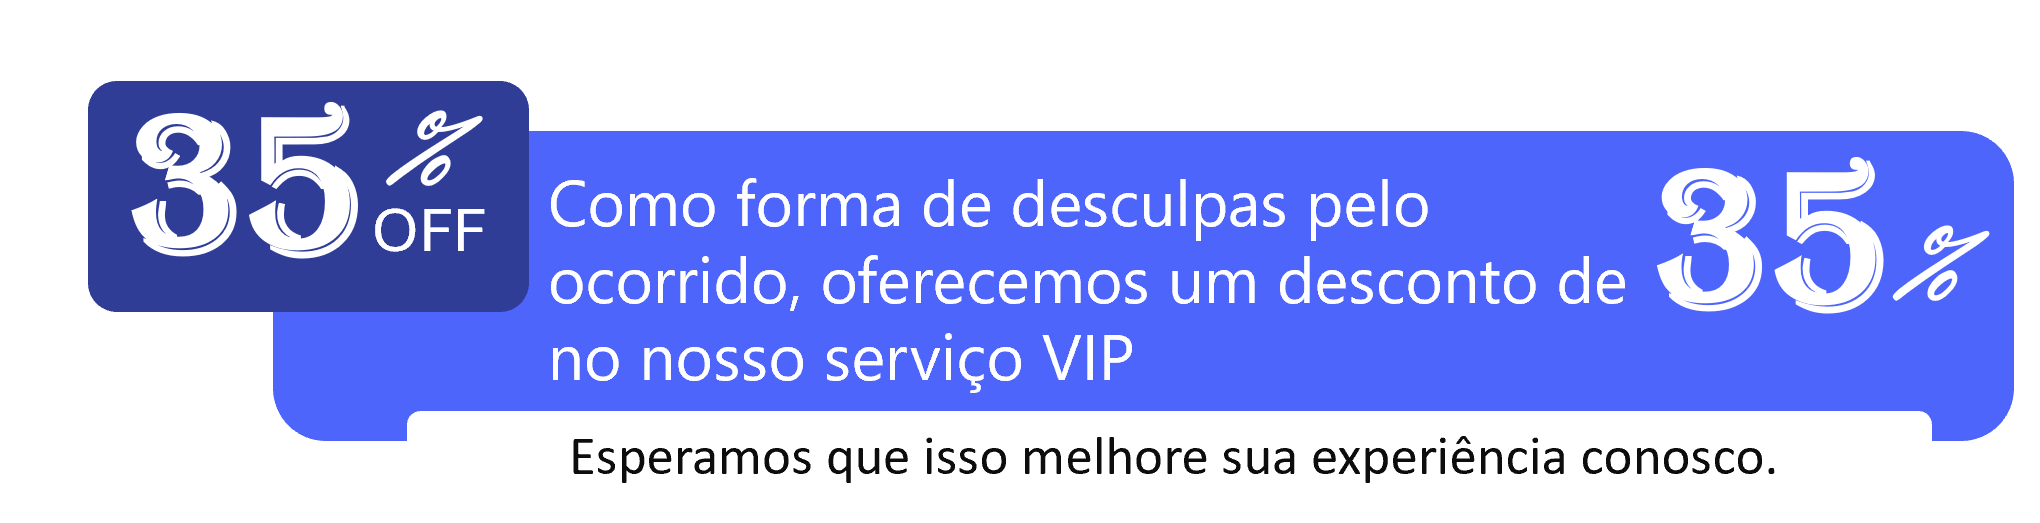 35%
OFF
Como forma de desculpas pelo
ocorrido, oferecemos um desconto de 35%
no nosso serviço VIP
Esperamos que isso melhore sua experiência conosco.